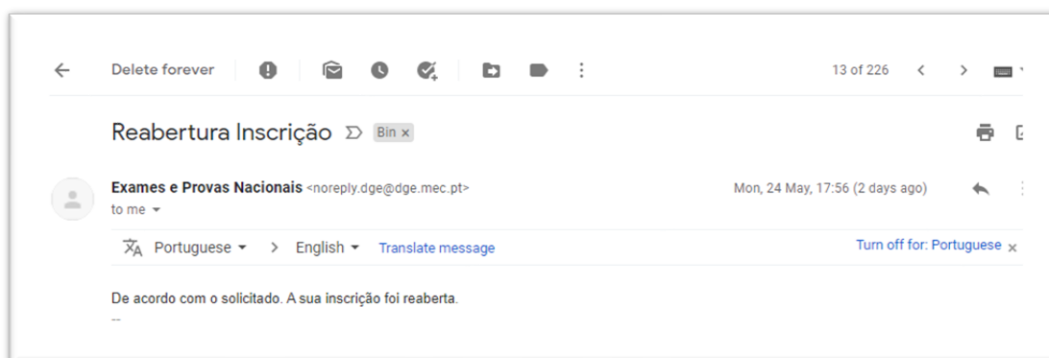 Delete forever
13 of 226
Reabertura Inscrição Bin x
Exames e Provas Nacionais <noreply.dge@dge.mec.pt>
Mon, 24 May, 17:56 (2 days ago)
to me
Portuguese > English Translate message
Turn off for: Portuguese x
De acordo com o solicitado. A sua inscrição foi reaberta.
--